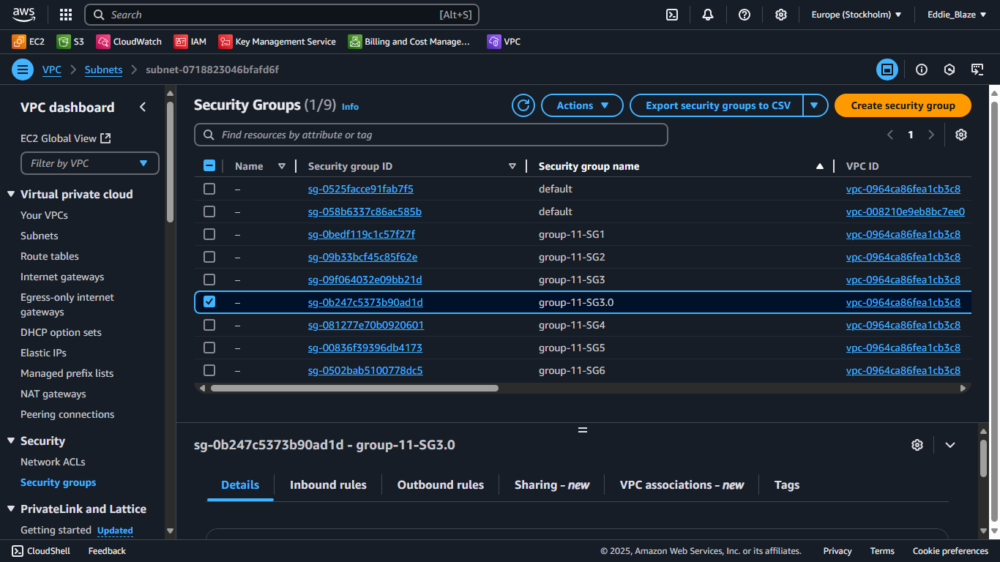 aws
Search [Alt+S] Europe (Stockholm) Eddie_Blaze
EC2 S3 CloudWatch IAM Key Management Service Billing and Cost Manage... VPC
VPC Subnets subnet-0718823046bfafd6f
VPC dashboard
EC2 Global View
Filter by VPC
Virtual private cloud
Your VPCs
Subnets
Route tables
Internet gateways
Egress-only internet
gateways
DHCP option sets
Elastic IPs
Managed prefix lists
NAT gateways
Peering connections
Security
Network ACLs
Security groups
PrivateLink and Lattice
Getting started Updated
Security Groups (1/9) Info Actions Export security groups to CSV Create security group
Find resources by attribute or tag 1
Name Security group ID Security group name VPC ID
– sg-0525facce91fab7f5 default vpc-0964ca86fea1cb3c8
– sg-058b6337c86ac585b default vpc-008210e9eb8bc7ee0
– sg-0bedf119c1c57f27f group-11-SG1 vpc-0964ca86fea1cb3c8
– sg-09b33bcf45c85f62e group-11-SG2 vpc-0964ca86fea1cb3c8
– sg-09f064032e09bb21d group-11-SG3 vpc-0964ca86fea1cb3c8
– sg-0b247c5373b90ad1d group-11-SG3.0 vpc-0964ca86fea1cb3c8
– sg-081277e70b0920601 group-11-SG4 vpc-0964ca86fea1cb3c8
– sg-00836f39396db4173 group-11-SG5 vpc-0964ca86fea1cb3c8
– sg-0502bab5100778dc5 group-11-SG6 vpc-0964ca86fea1cb3c8
sg-0b247c5373b90ad1d - group-11-SG3.0
Details Inbound rules Outbound rules Sharing - new VPC associations - new Tags
CloudShell Feedback © 2025, Amazon Web Services, Inc. or its affiliates. Privacy Terms Cookie preferences